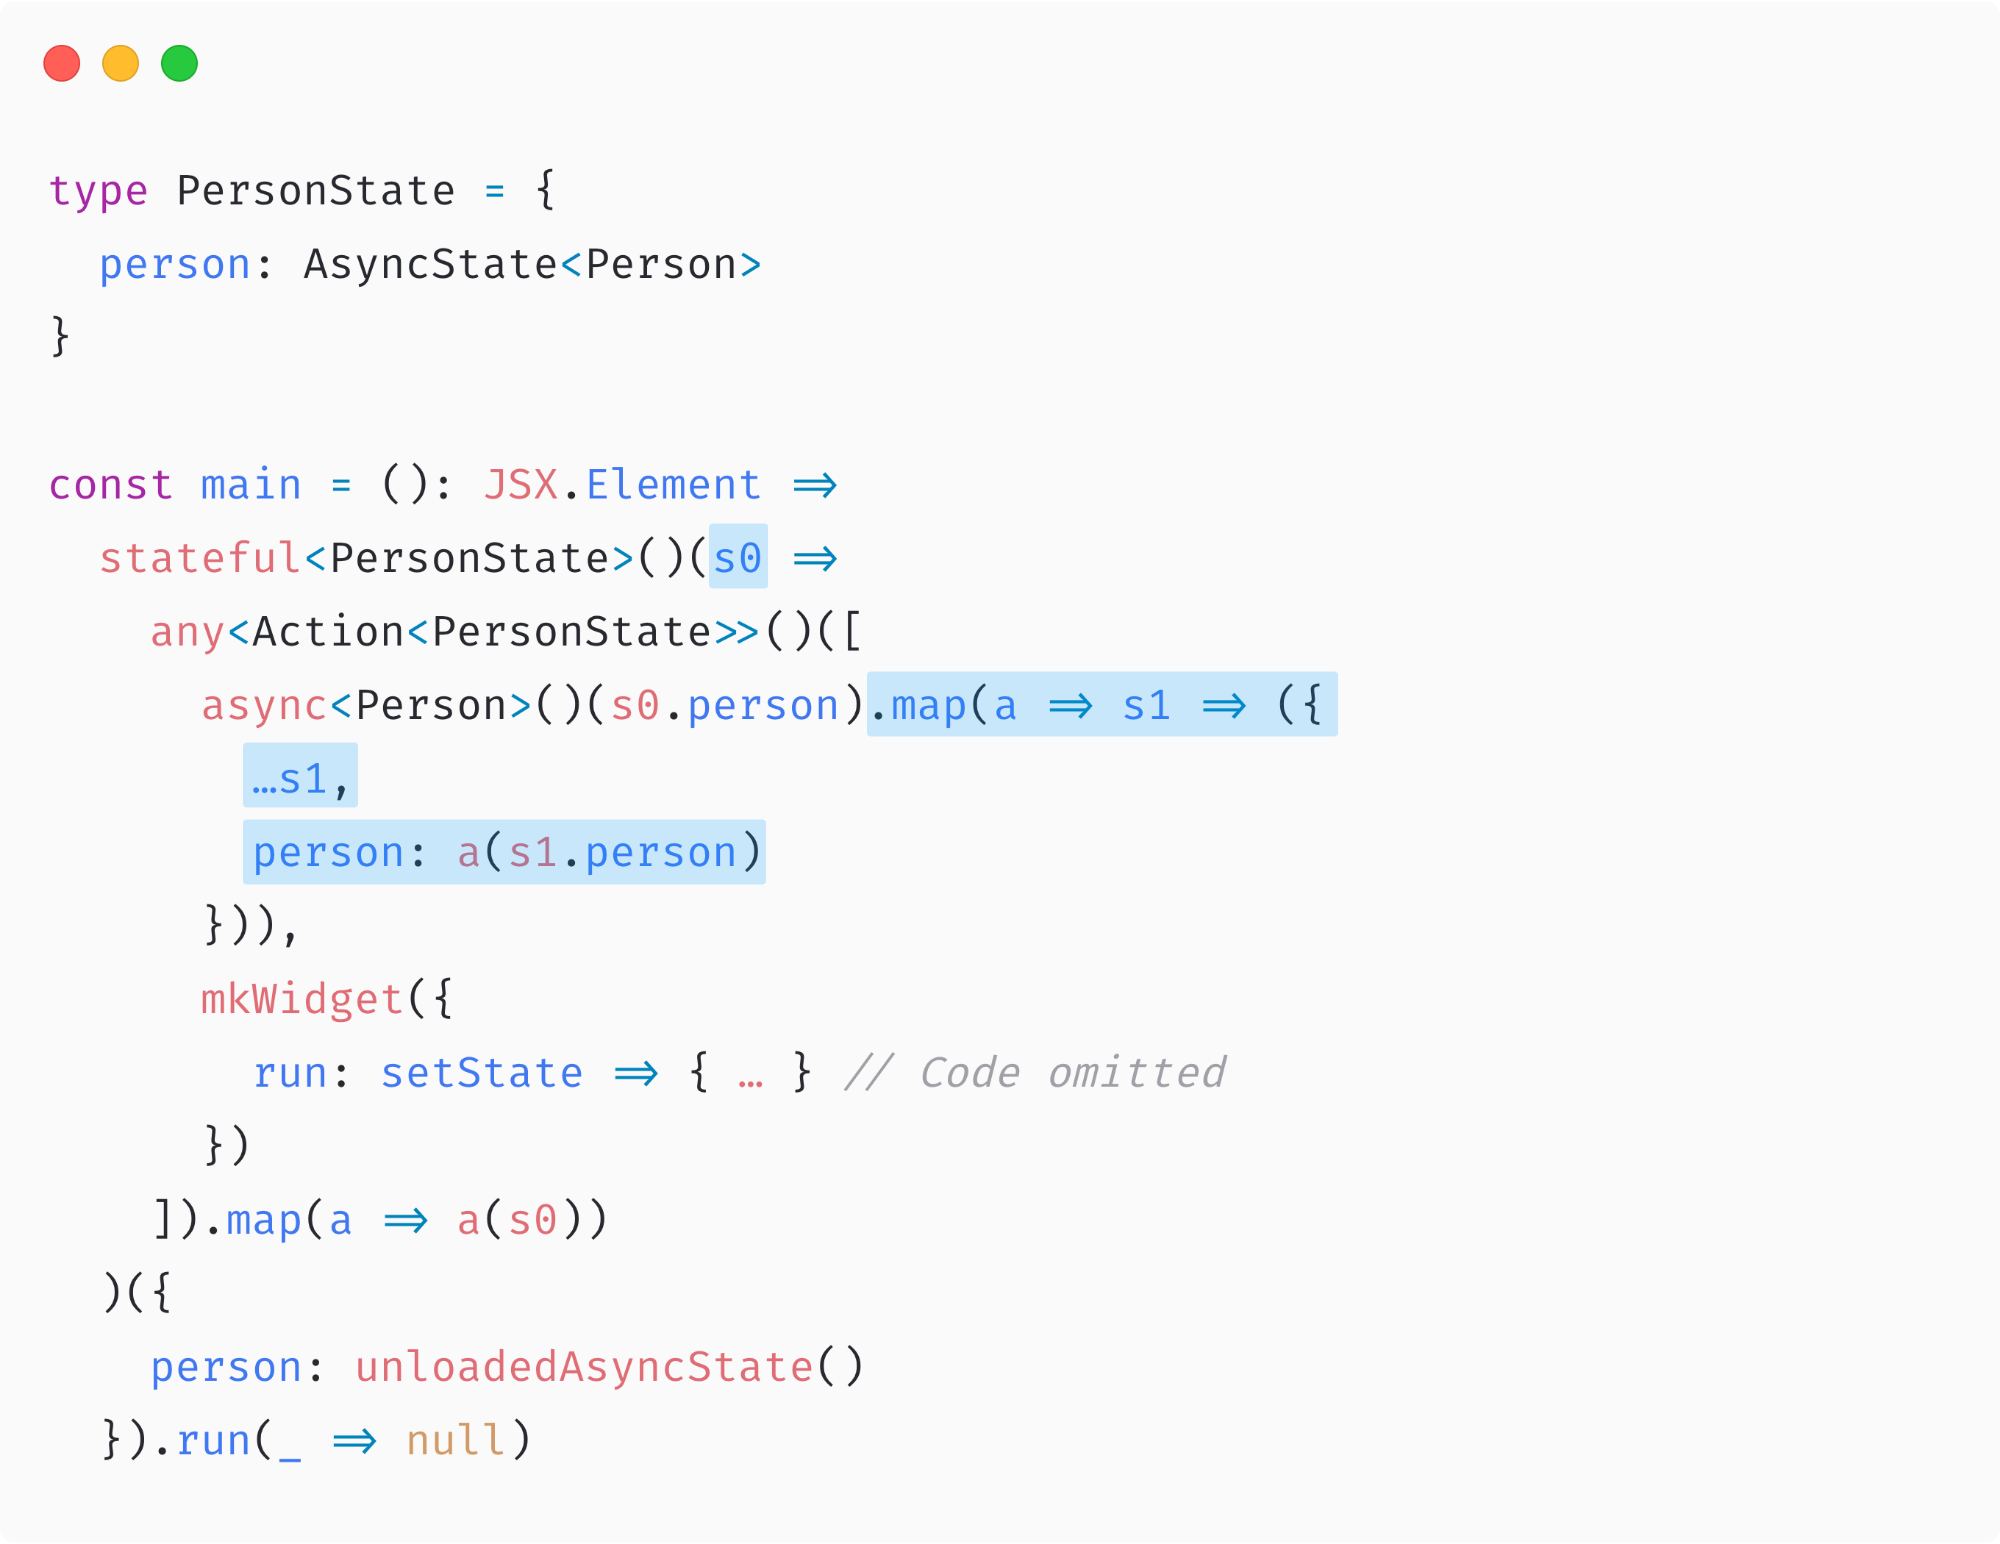 type PersonState = {
  person: AsyncState<Person>
}

const main = (): JSX.Element =>
  stateful<PersonState>()(s0 =>
    any<Action<PersonState>>()([
      async<Person>()(s0.person).map(a => s1 => ({
        ...s1,
        person: a(s1.person)
      })),
      mkWidget({
        run: setState => { ... } // Code omitted
      })
    ]).map(a => a(s0))
  )({
    person: unloadedAsyncState()
  }).run(_ => null)